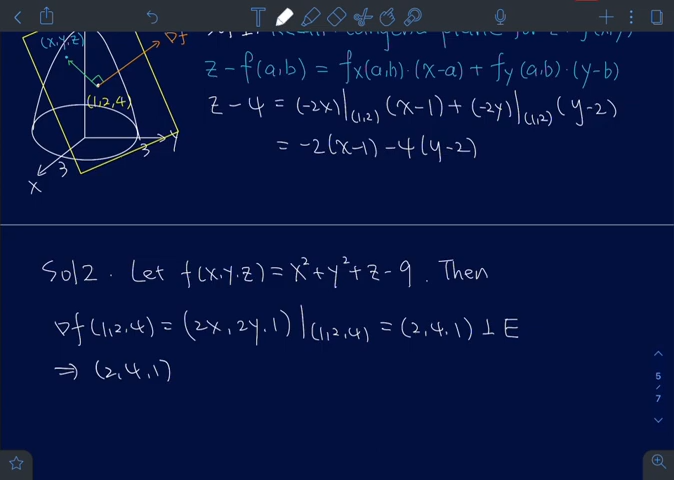 (x,y,z)
∇f
(1,2,4)
3
3
X
Y
z-f(a,b) = fx(a,b)·(x-a) + fy(a,b)·(y-b)
z-4 = (-2x)|(1,2) (x-1) + (-2y)|(1,2) (y-2)
= -2(x-1) -4(y-2)
Sol 2. Let f(x,y,z) = x²+y²+z-9. Then
∇f(1,2,4) = (2x, 2y, 1)|(1,2,4) = (2,4,1) ⊥ E
⇒ (2,4,1)
5
/
7